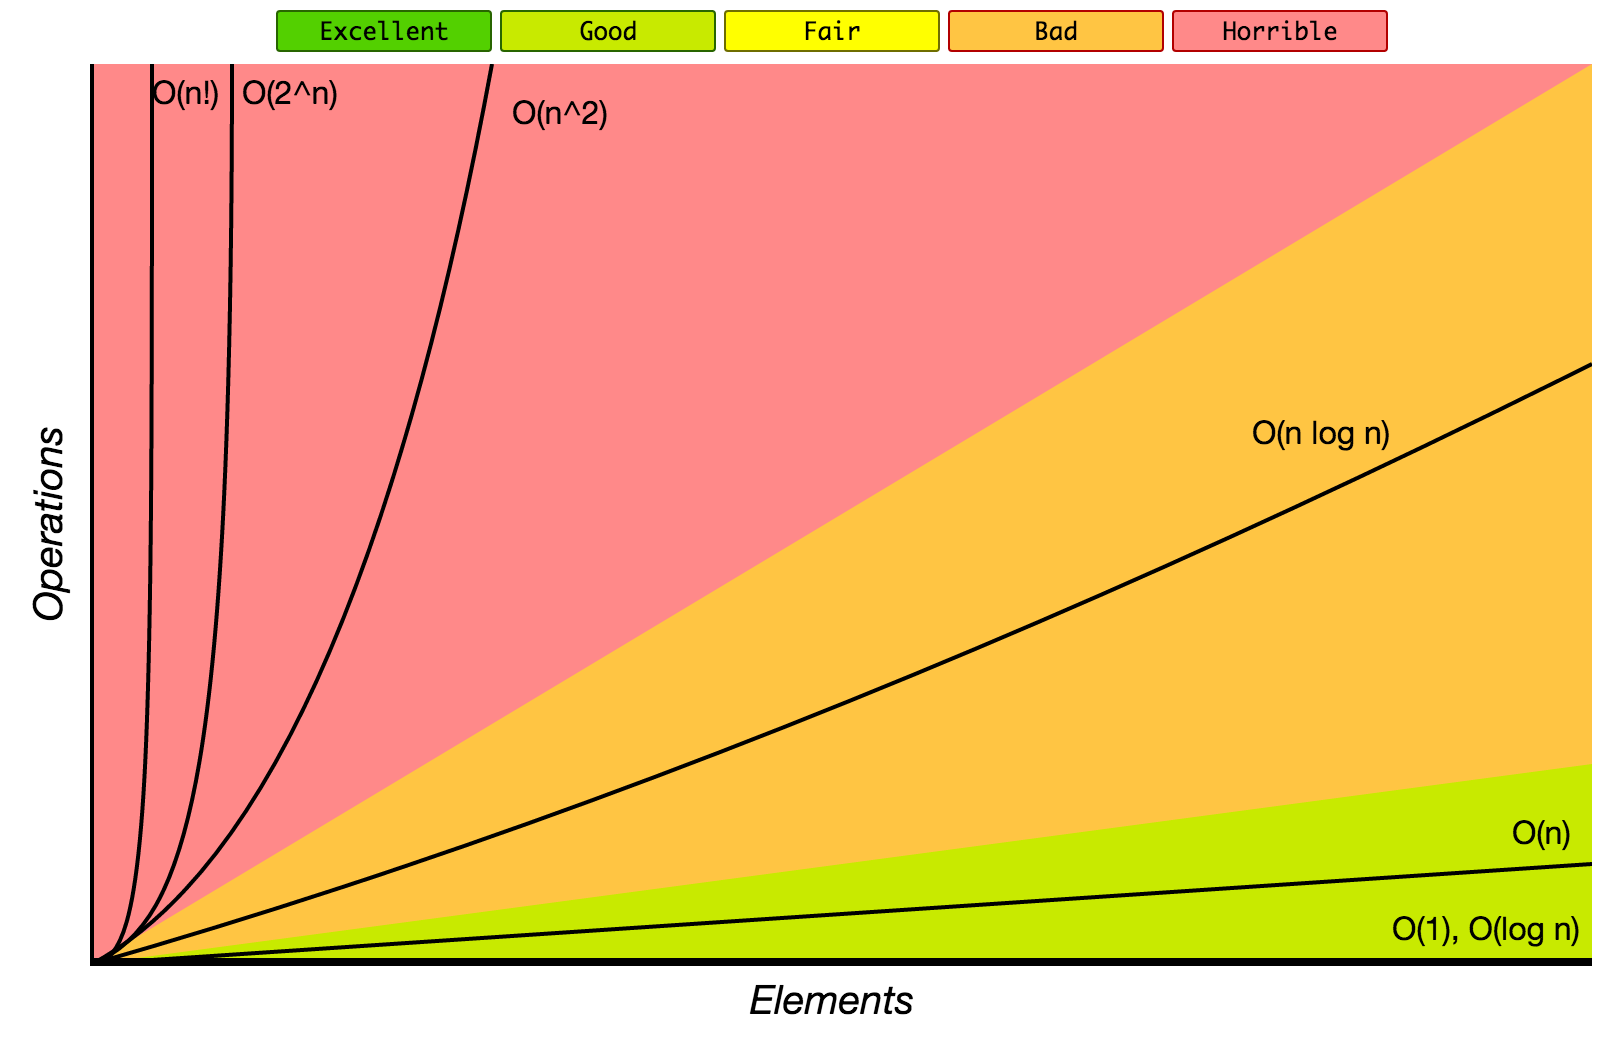 Excellent Good Fair Bad Horrible
O(n!) O(2^n)
O(n^2)
O(n log n)
O(n)
O(1), O(log n)
Operations
Elements